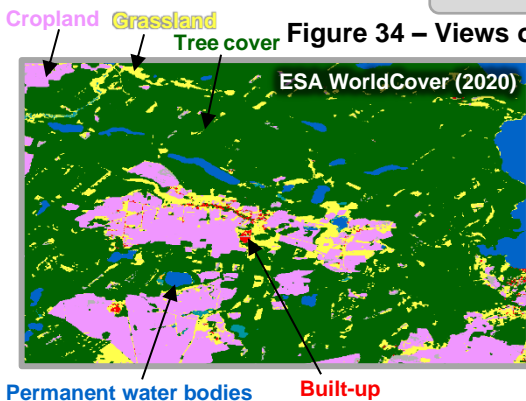 Cropland Grassland
Tree cover Figure 34 – Views
ESA WorldCover (2020)
Permanent water bodies Built-up